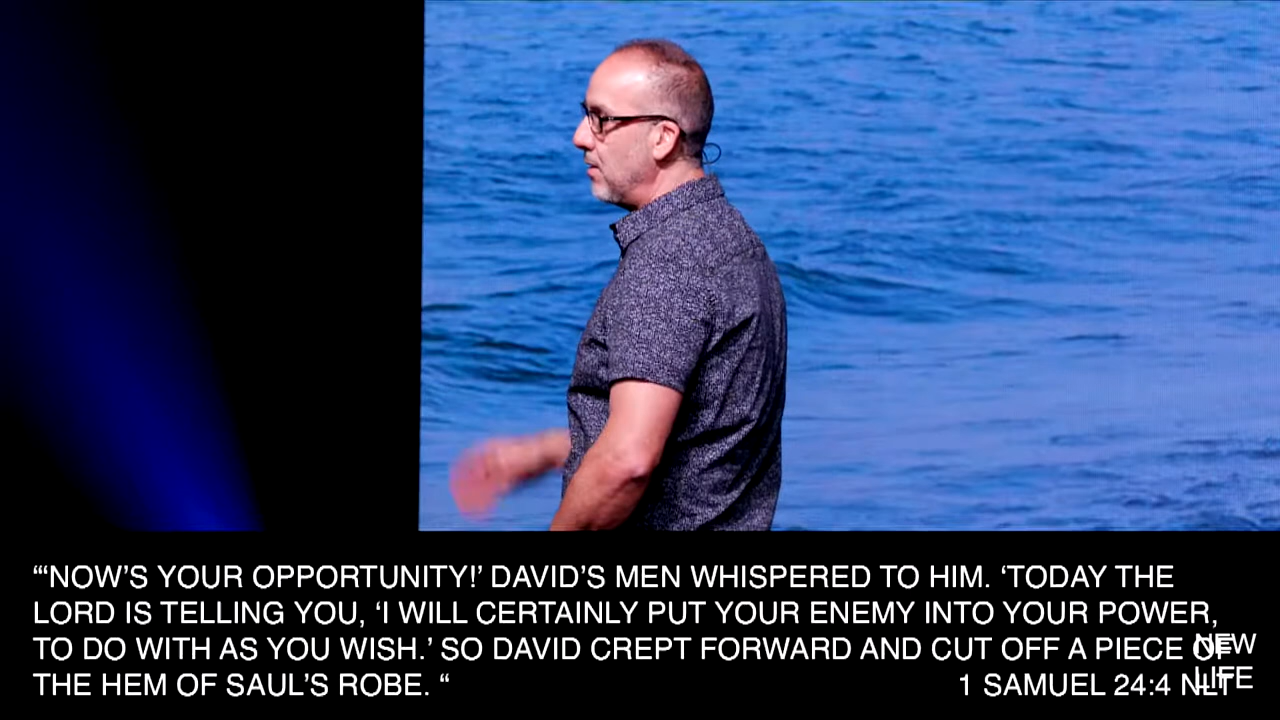 “‘NOW’S YOUR OPPORTUNITY!’ DAVID’S MEN WHISPERED TO HIM. ‘TODAY THE
LORD IS TELLING YOU, ‘I WILL CERTAINLY PUT YOUR ENEMY INTO YOUR POWER,
TO DO WITH AS YOU WISH.’ SO DAVID CREPT FORWARD AND CUT OFF A PIECE OF
THE HEM OF SAUL’S ROBE. “
1 SAMUEL 24:4 NLT
NEW
LIFE